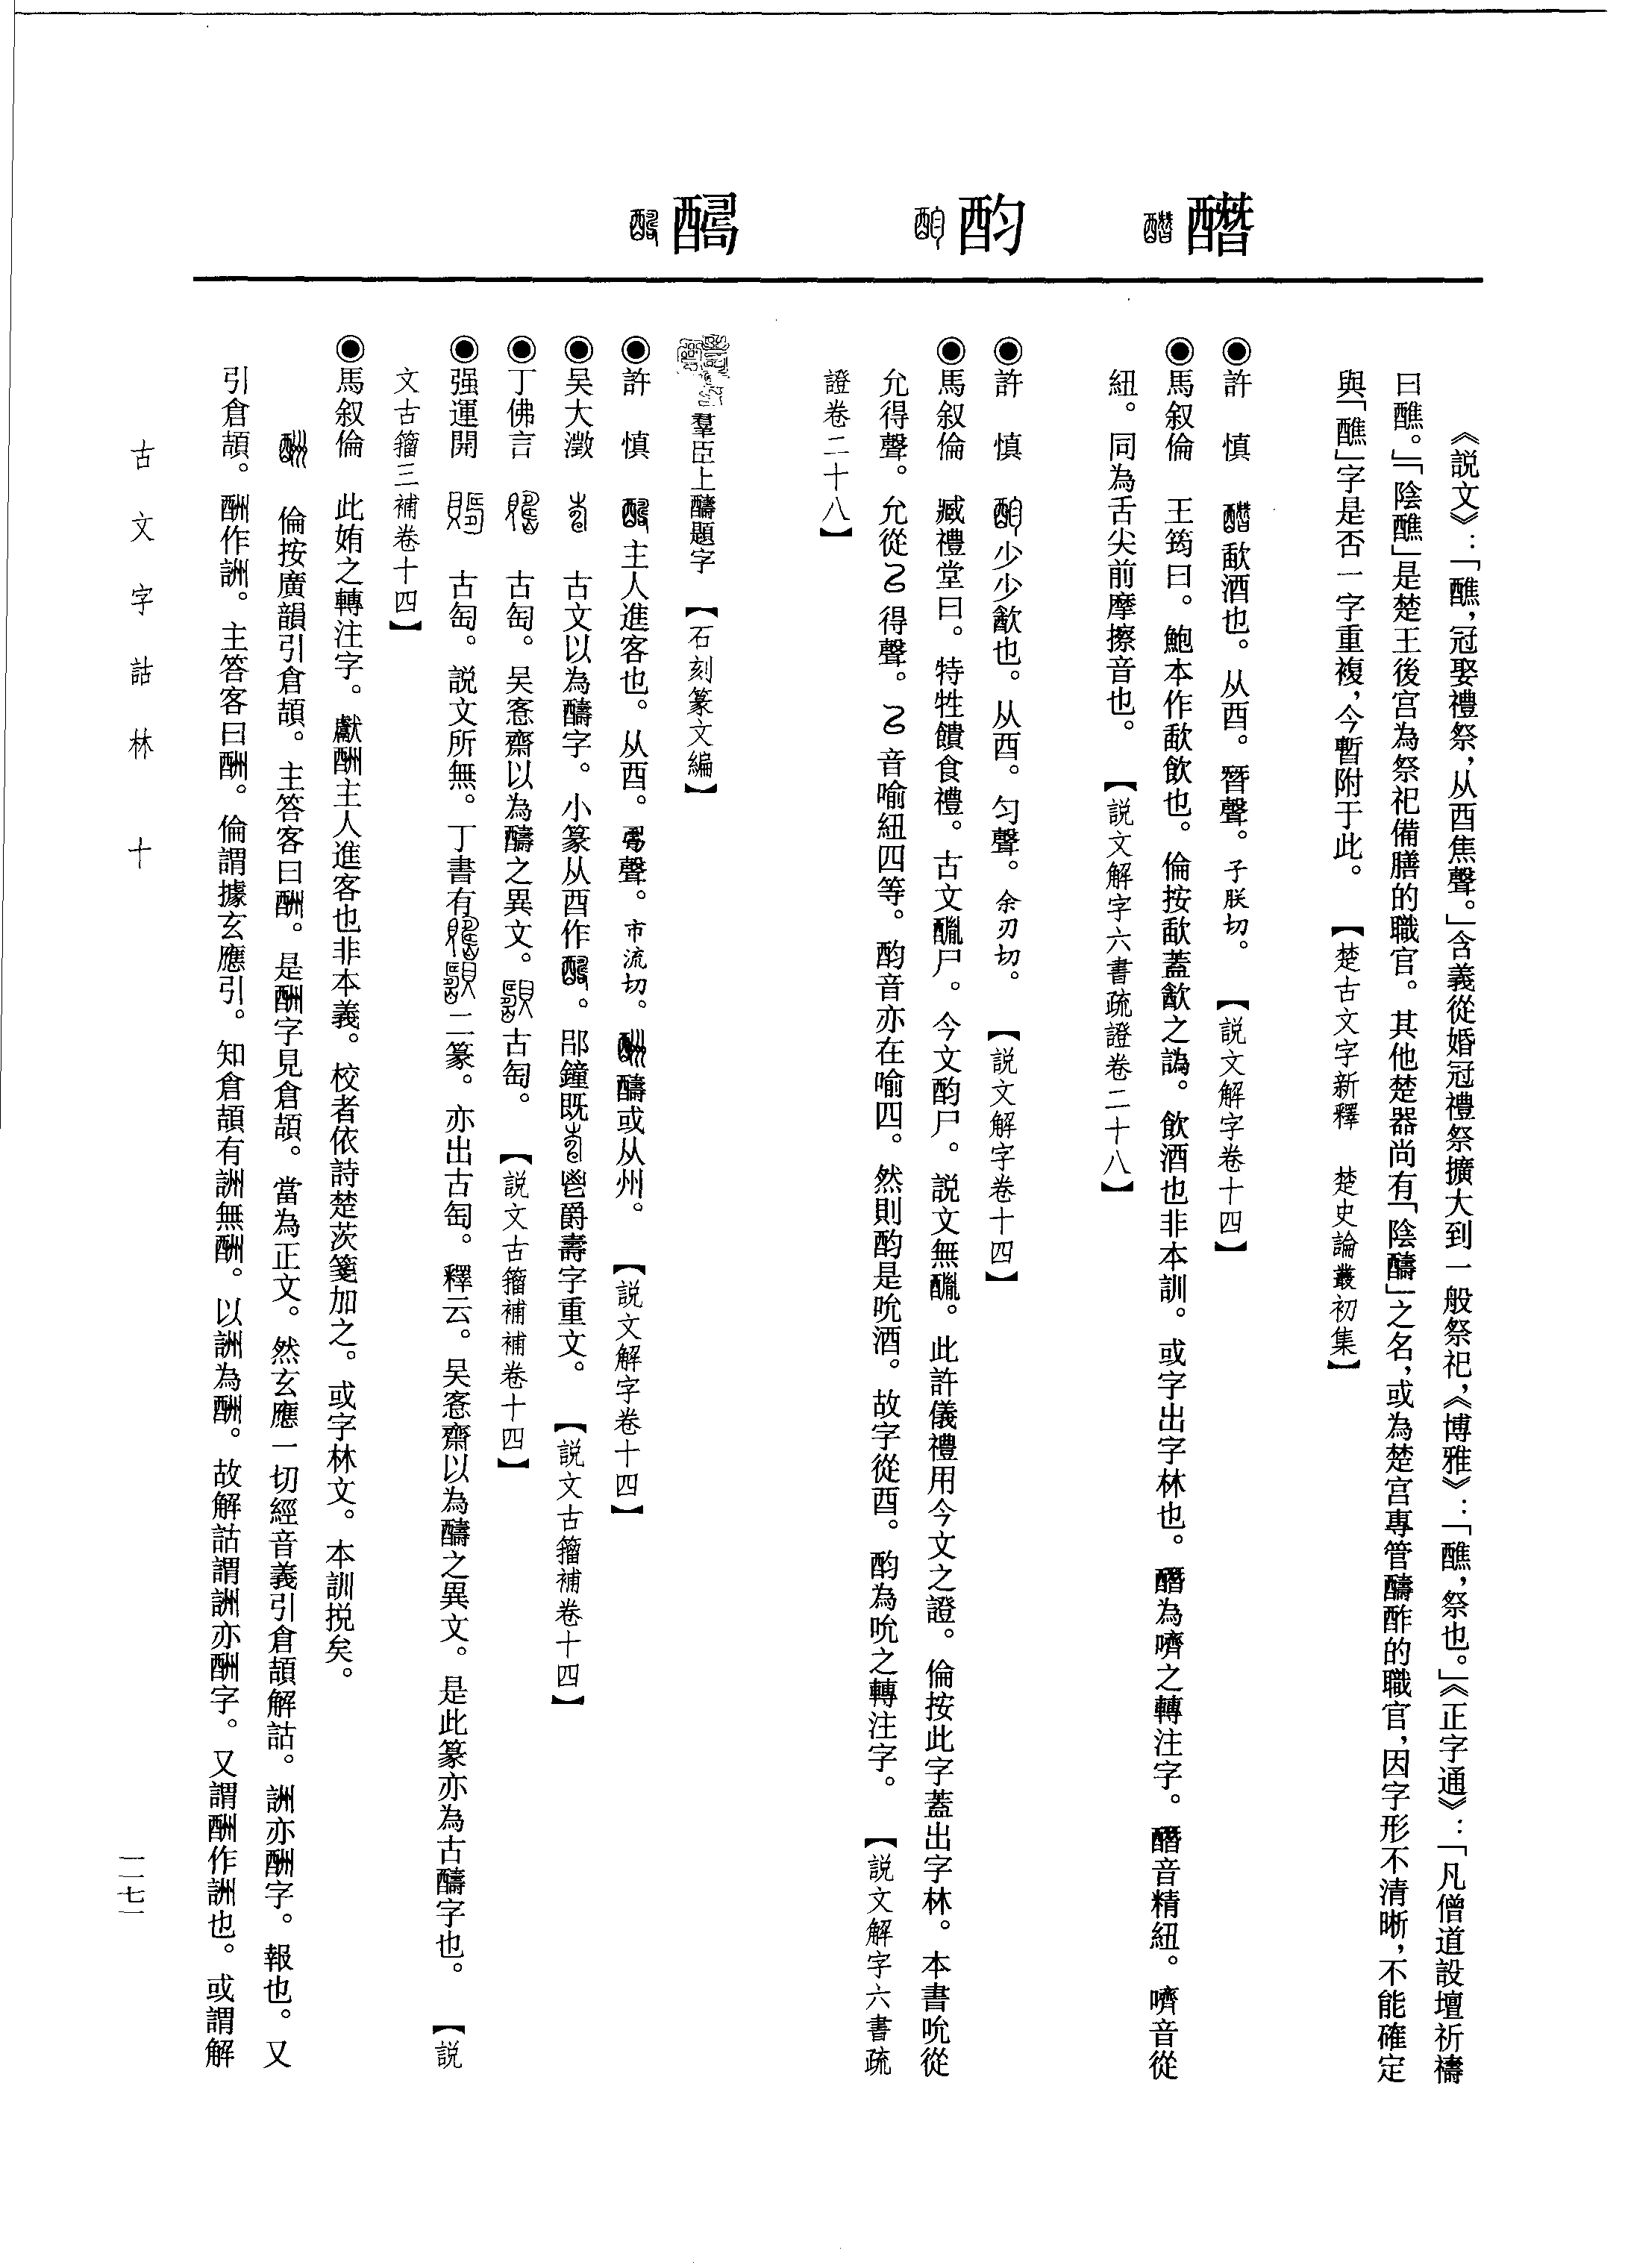 醋 酌 醻
《説文》：「醮，冠娶禮祭，从酉焦聲。」含義從婚冠禮祭擴大到一般祭祀，《博雅》：「醮，祭也。」《正字通》：「凡僧道設壇祈禱
曰醮。」「陰醮」是楚王後宫為祭祀備膳的職官。其他楚器尚有「陰醻」之名，或為楚宫專管醻酢的職官，因字形不清晰，不能確定
與「醮」字是否一字重複，今暫附于此。　【楚古文字新釋　楚史論叢初集】
◉許　慎　歃酒也。从酉。朁聲。子朕切。　【説文解字卷十四】
◉馬叙倫　王筠曰。鮑本作歃飲也。倫按歃蓋歠之譌。飲酒也非本訓。或字出字林也。為嚌之轉注字。音精紐。嚌音從
紐。同為舌尖前摩擦音也。　【説文解字六書疏證卷二十八】
◉許　慎　少少歠也。从酉。勻聲。余刃切。　【説文解字卷十四】
◉馬叙倫　臧禮堂曰。特牲饋食禮。古文酳尸。今文酌尸。説文無酳。此許儀禮用今文之證。倫按此字蓋出字林。本書吮從
允得聲。允從㠯得聲。㠯音喻紐四等。酌音亦在喻四。然則酌是吮酒。故字從酉。酌為吮之轉注字。　【説文解字六書疏
證卷二十八】
羣臣上醻題字　【石刻篆文編】
◉許　慎　主人進客也。从酉。聲。市流切。醻或从州。　【説文解字卷十四】
◉吴大澂　古文以為醻字。小篆从酉作。郘鐘既鬯爵壽字重文。　【説文古籀補卷十四】
◉丁佛言　古匋。吴愙齋以為醻之異文。古匋。　【説文古籀補補卷十四】
◉强運開　古匋。説文所無。丁書有二篆。亦出古匋。釋云。吴愙齋以為醻之異文。是此篆亦為古醻字也。　【説
文古籀三補卷十四】
◉馬叙倫　此姷之轉注字。獻酬主人進客也非本義。校者依詩楚茨箋加之。或字林文。本訓挩矣。
倫按廣韻引倉頡。主答客曰酬。是酬字見倉頡。當為正文。然玄應一切經音義引倉頡解詁。詶亦酬字。報也。又
引倉頡。酬作詶。主答客曰酬。倫謂據玄應引。知倉頡有詶無酬。以詶為酬。故解詁謂詶亦酬字。又謂酬作詶也。或謂解
古文字詁林　十
一一七一